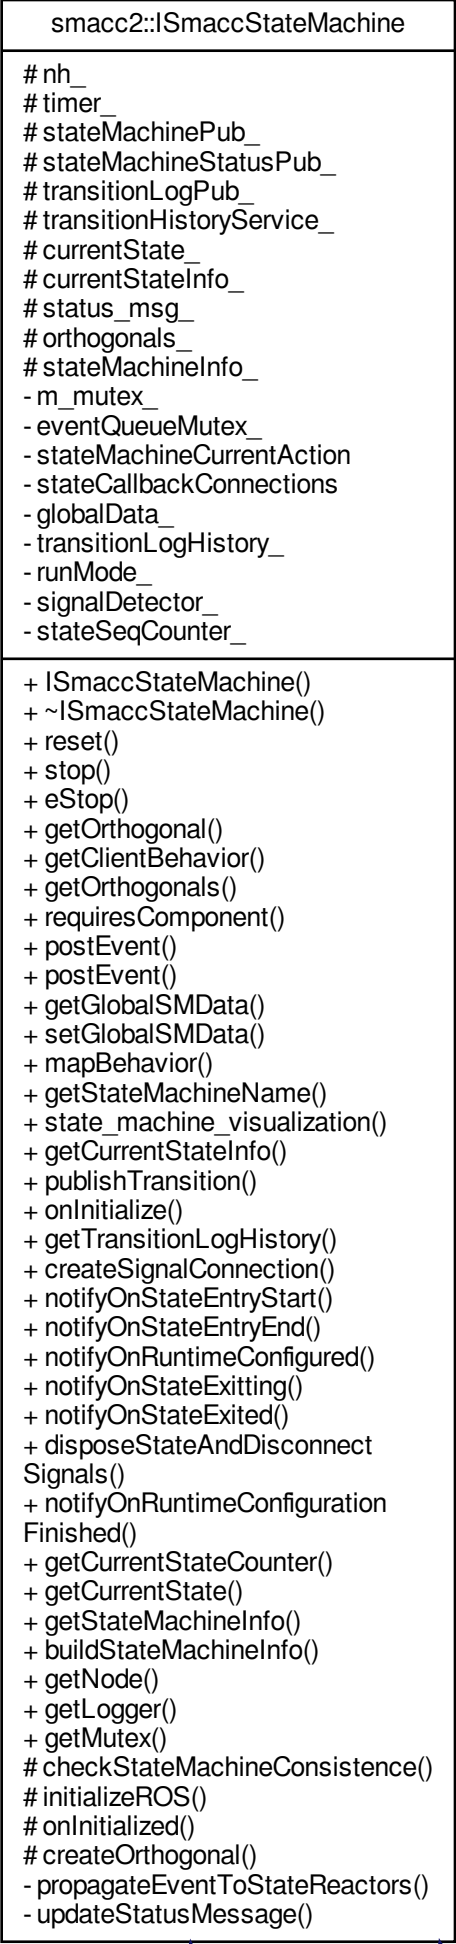 smacc2::ISmaccStateMachine
# nh_
# timer_
# stateMachinePub_
# stateMachineStatusPub_
# transitionLogPub_
# transitionHistoryService_
# currentState_
# currentStateInfo_
# status_msg_
# orthogonals_
# stateMachineInfo_
- m_mutex_
- eventQueueMutex_
- stateMachineCurrentAction
- stateCallbackConnections
- globalData_
- transitionLogHistory_
- runMode_
- signalDetector_
- stateSeqCounter_
+ ISmaccStateMachine()
+ ~ISmaccStateMachine()
+ reset()
+ stop()
+ eStop()
+ getOrthogonal()
+ getClientBehavior()
+ getOrthogonals()
+ requiresComponent()
+ postEvent()
+ postEvent()
+ getGlobalSMData()
+ setGlobalSMData()
+ mapBehavior()
+ getStateMachineName()
+ state_machine_visualization()
+ getCurrentStateInfo()
+ publishTransition()
+ onInitialize()
+ getTransitionLogHistory()
+ createSignalConnection()
+ notifyOnStateEntryStart()
+ notifyOnStateEntryEnd()
+ notifyOnRuntimeConfigured()
+ notifyOnStateExitting()
+ notifyOnStateExited()
+ disposeStateAndDisconnect
Signals()
+ notifyOnRuntimeConfiguration
Finished()
+ getCurrentStateCounter()
+ getCurrentState()
+ getStateMachineInfo()
+ buildStateMachineInfo()
+ getNode()
+ getLogger()
+ getMutex()
# checkStateMachineConsistence()
# initializeROS()
# onInitialized()
# createOrthogonal()
- propagateEventToStateReactors()
- updateStatusMessage()